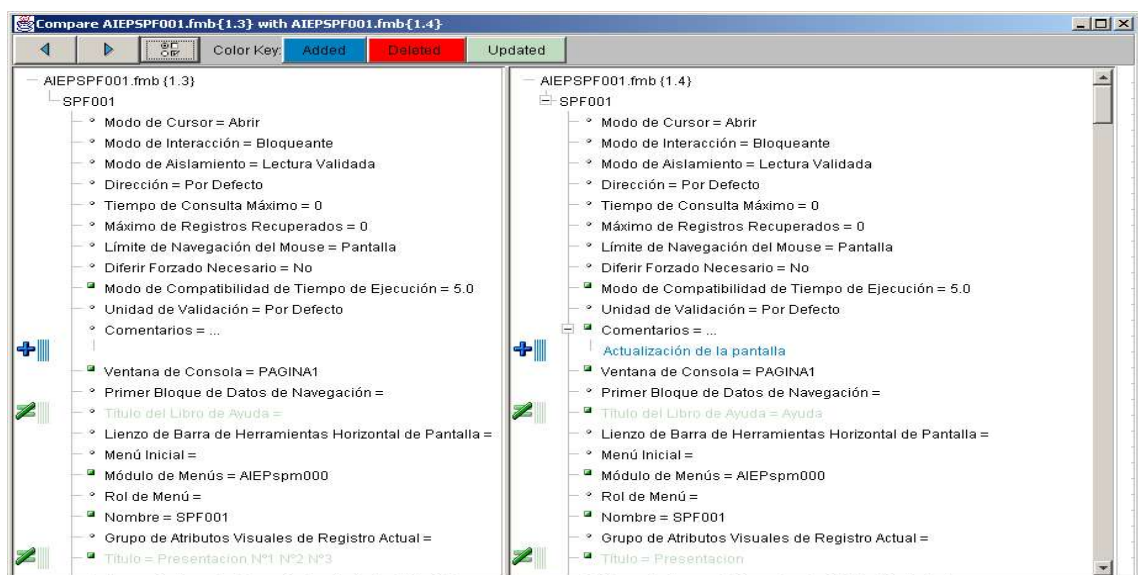 Compare AIEPSPF001.fmb{1.3} with AIEPSPF001.fmb{1.4}
Color Key: Added Deleted Updated
AIEPSPF001.fmb {1.3}
SPF001
Modo de Cursor = Abrir
Modo de Interacción = Bloqueante
Modo de Aislamiento = Lectura Validada
Dirección = Por Defecto
Tiempo de Consulta Máximo = 0
Máximo de Registros Recuperados = 0
Límite de Navegación del Mouse = Pantalla
Diferir Forzado Necesario = No
Modo de Compatibilidad de Tiempo de Ejecución = 5.0
Unidad de Validación = Por Defecto
Comentarios = ...
Ventana de Consola = PAGINA1
Primer Bloque de Datos de Navegación =
Título del Libro de Ayuda =
Lienzo de Barra de Herramientas Horizontal de Pantalla =
Menú Inicial =
Módulo de Menús = AIEPspm000
Rol de Menú =
Nombre = SPF001
Grupo de Atributos Visuales de Registro Actual =
Título = Presentacion Nº1 Nº2 Nº3
AIEPSPF001.fmb {1.4}
SPF001
Modo de Cursor = Abrir
Modo de Interacción = Bloqueante
Modo de Aislamiento = Lectura Validada
Dirección = Por Defecto
Tiempo de Consulta Máximo = 0
Máximo de Registros Recuperados = 0
Límite de Navegación del Mouse = Pantalla
Diferir Forzado Necesario = No
Modo de Compatibilidad de Tiempo de Ejecución = 5.0
Unidad de Validación = Por Defecto
Comentarios = ...
Actualización de la pantalla
Ventana de Consola = PAGINA1
Primer Bloque de Datos de Navegación =
Título del Libro de Ayuda = Ayuda
Lienzo de Barra de Herramientas Horizontal de Pantalla =
Menú Inicial =
Módulo de Menús = AIEPspm000
Rol de Menú =
Nombre = SPF001
Grupo de Atributos Visuales de Registro Actual =
Título = Presentacion